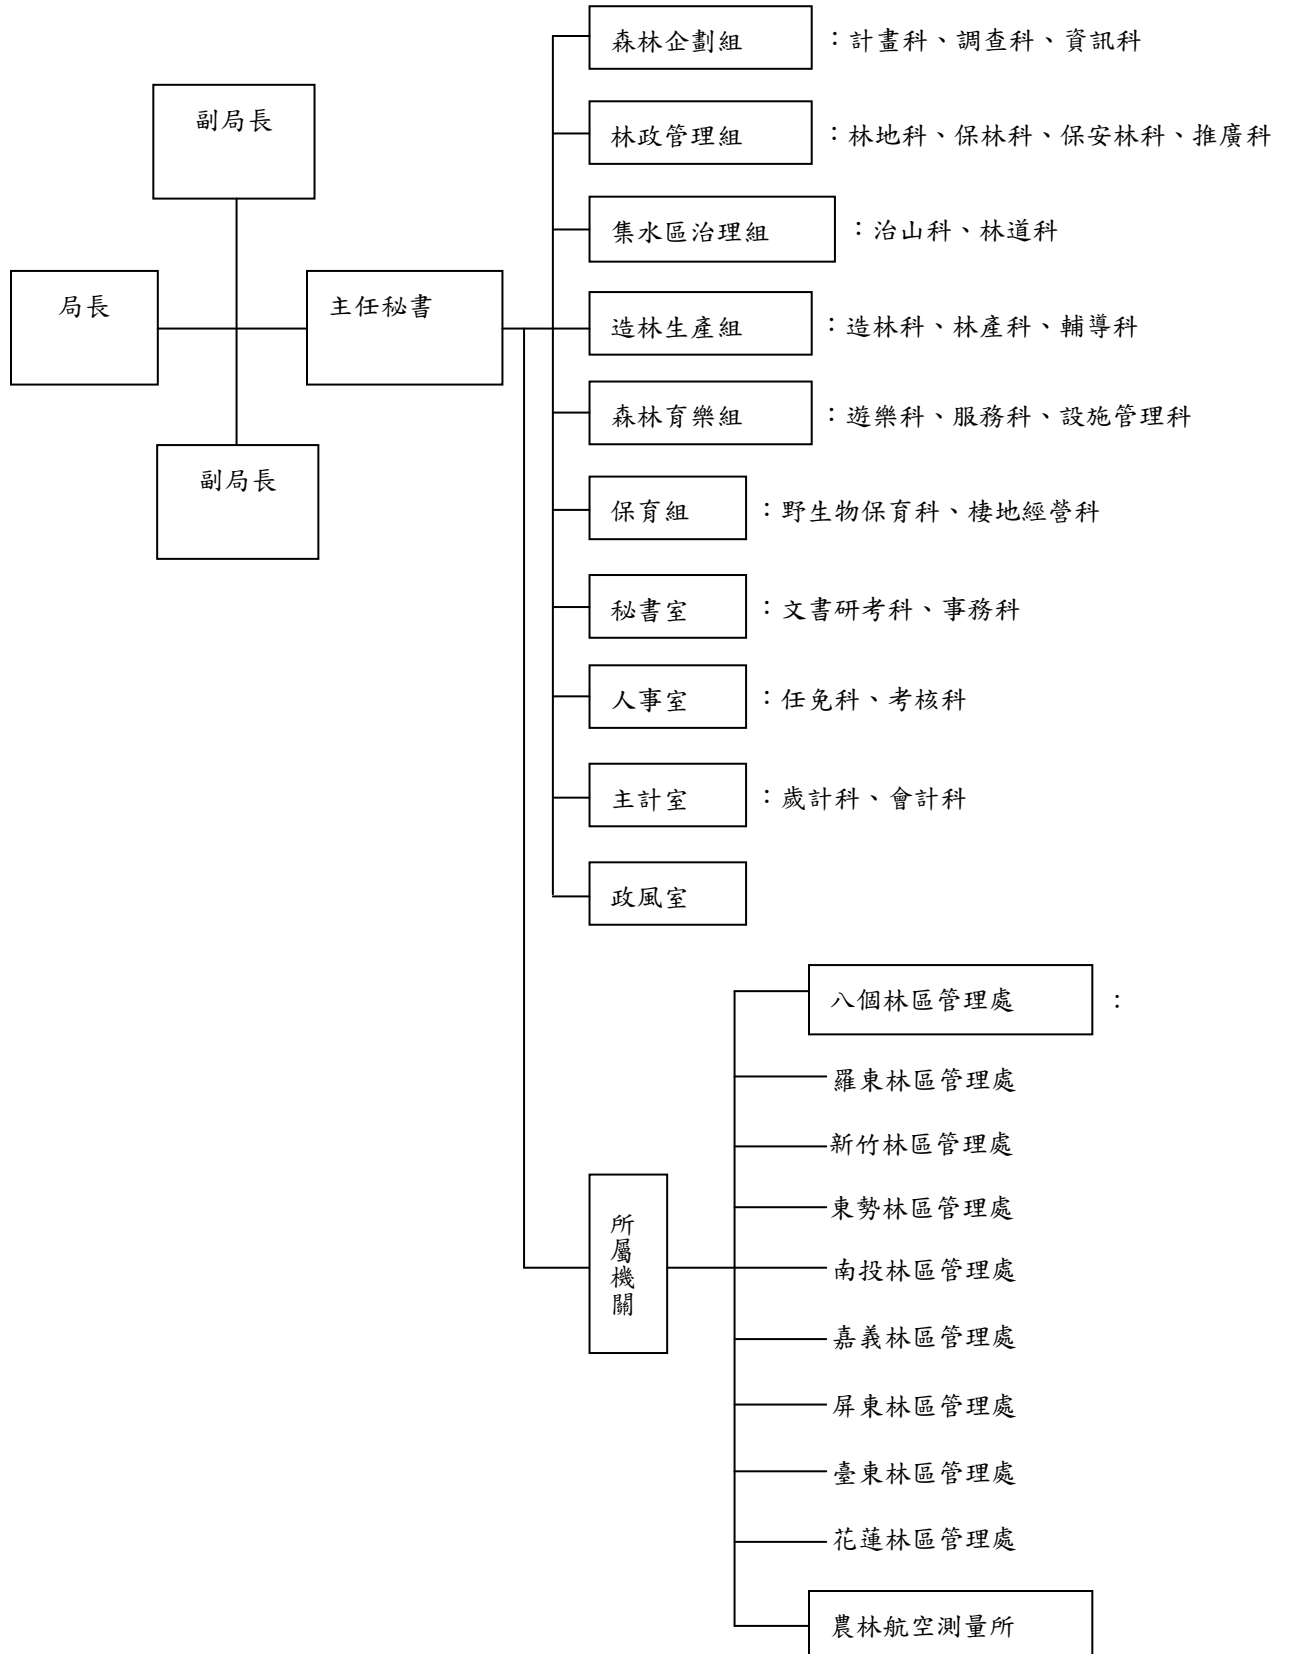 森林企劃組 :計畫科、調查科、資訊科
副局長
林政管理組 :林地科、保林科、保安林科、推廣科
集水區治理組 :治山科、林道科
局長
主任秘書
造林生產組 :造林科、林產科、輔導科
森林育樂組 :遊樂科、服務科、設施管理科
副局長
保育組 :野生物保育科、棲地經營科
秘書室 :文書研考科、事務科
人事室 :任免科、考核科
主計室 :歲計科、會計科
政風室
所屬機關
八個林區管理處 :
羅東林區管理處
新竹林區管理處
東勢林區管理處
南投林區管理處
嘉義林區管理處
屏東林區管理處
臺東林區管理處
花蓮林區管理處
農林航空測量所